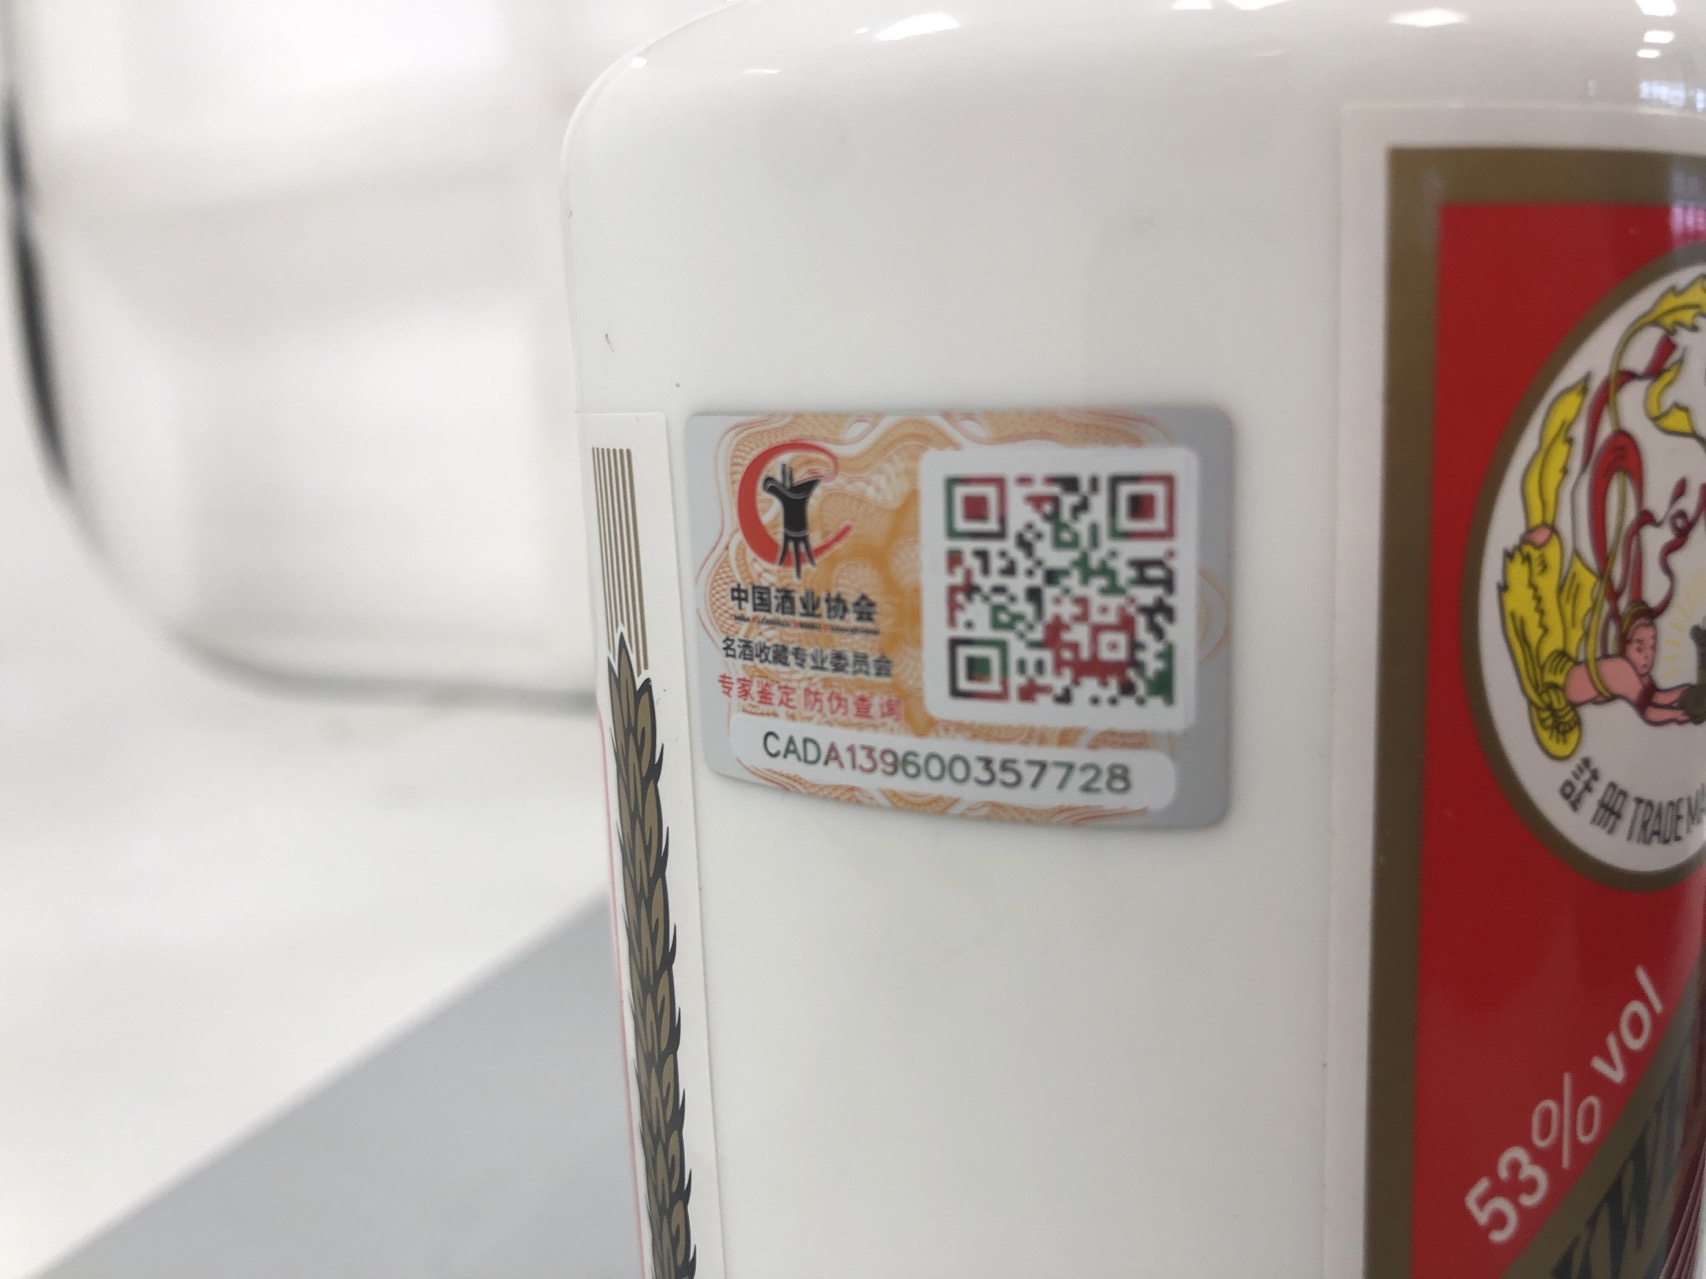 中国酒业协会
名酒收藏专业委员会
专家鉴定 防伪查询
CADA139600357728
註册 TRADE MA
53% vol